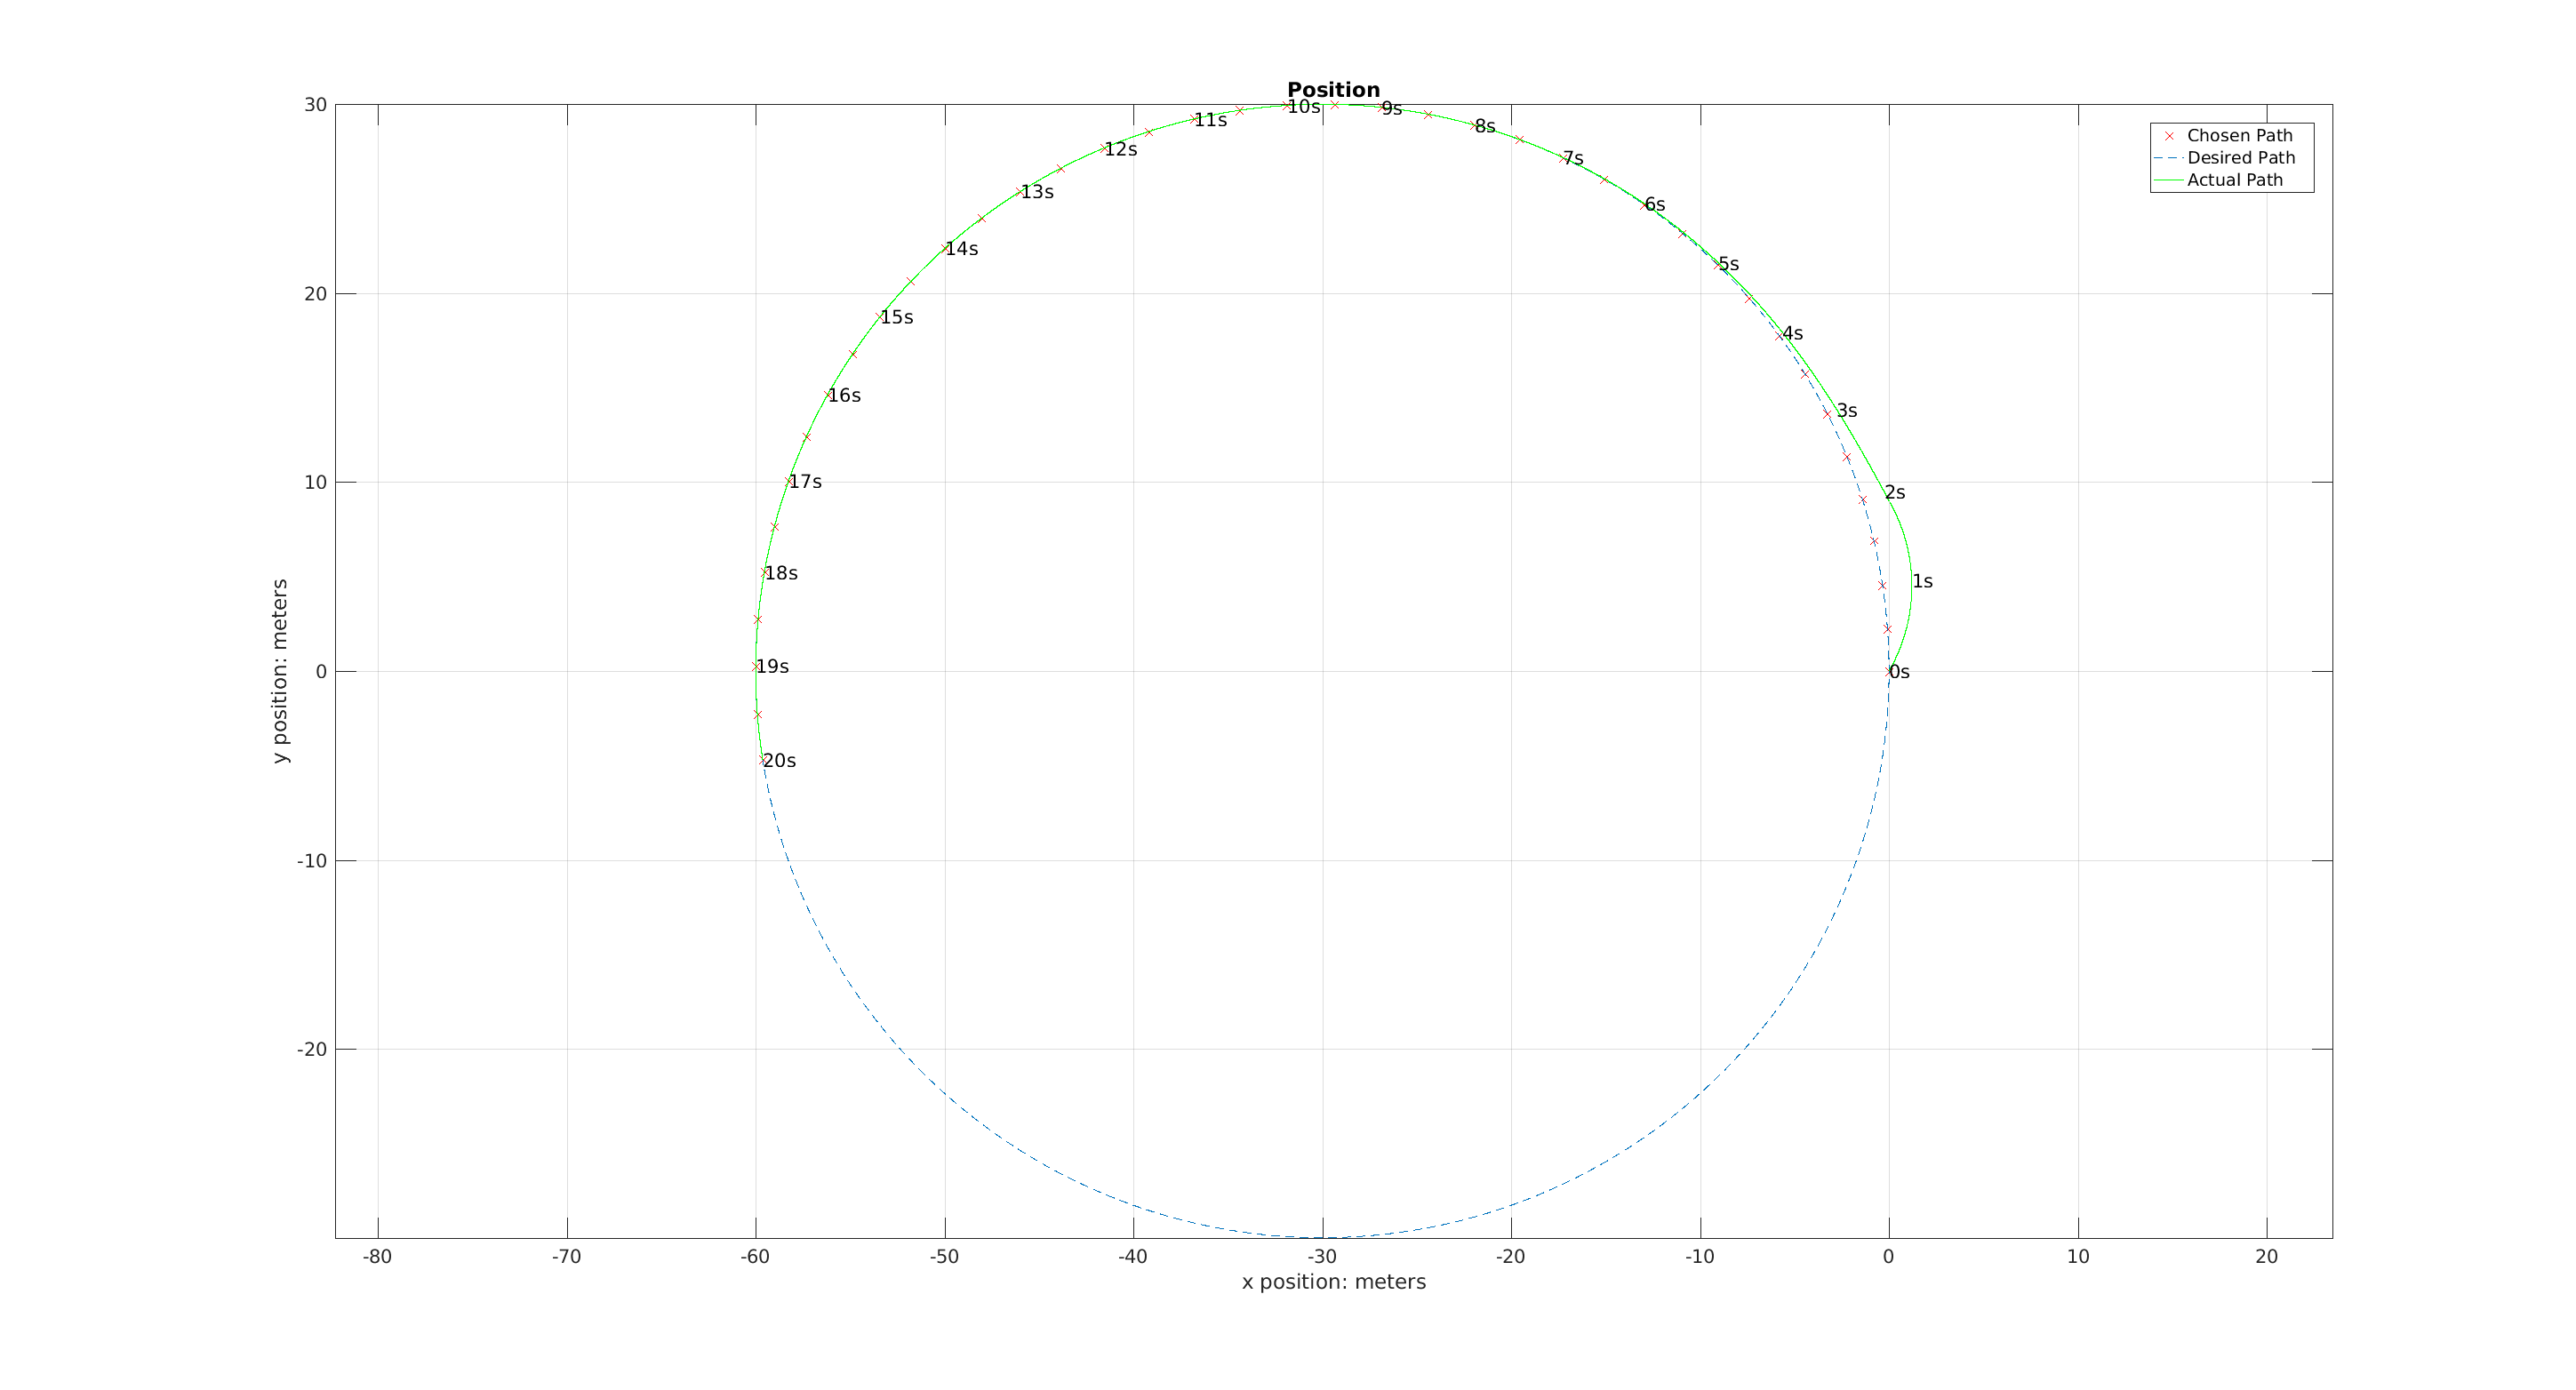 Position
30
20
10
0
-10
-20
y position: meters
-80
-70
-60
-50
-40
-30
-20
-10
0
10
20
x position: meters
Chosen Path
Desired Path
Actual Path
0s
1s
2s
3s
4s
5s
6s
7s
8s
9s
10s
11s
12s
13s
14s
15s
16s
17s
18s
19s
20s